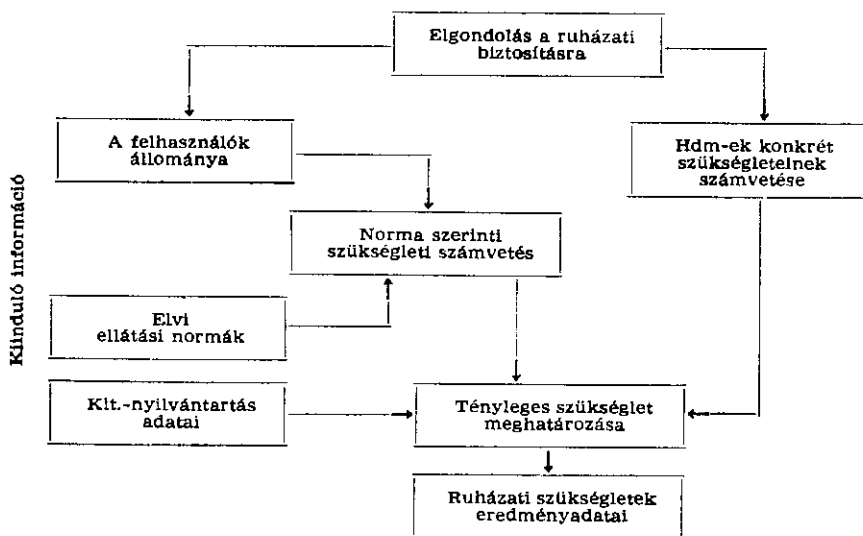 Elgondolás a ruházati
biztosításra
A felhasználók
állománya
Hdm-ek konkrét
szükségleteinek
számvetése
Kiinduló információ
Norma szerinti
szükségleti számvetés
Elvi
ellátási normák
Klt.-nyilvántartás
adatai
Tényleges szükséglet
meghatározása
Ruházati szükségletek
eredményadatai